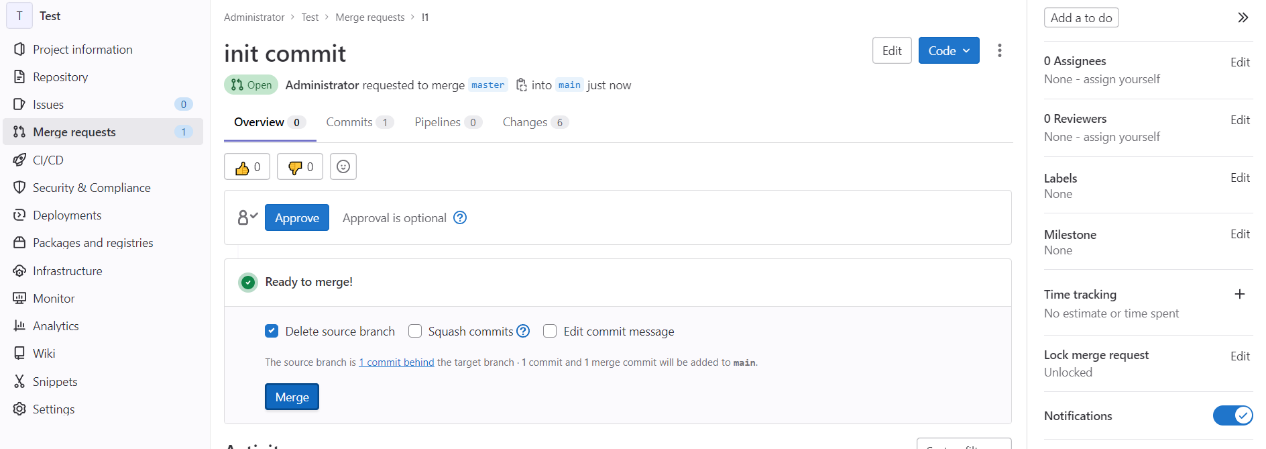 T Test
Project information
Repository
Issues 0
Merge requests 1
CI/CD
Security & Compliance
Deployments
Packages and registries
Infrastructure
Monitor
Analytics
Wiki
Snippets
Settings
Administrator > Test > Merge requests > !1
init commit
Edit
Code
Open Administrator requested to merge master into main just now
Overview 0 Commits 1 Pipelines 0 Changes 6
0 0
Approve Approval is optional ?
Ready to merge!
Delete source branch Squash commits ? Edit commit message
The source branch is 1 commit behind the target branch · 1 commit and 1 merge commit will be added to main.
Merge
Add a to do
0 Assignees Edit
None - assign yourself
0 Reviewers Edit
None - assign yourself
Labels Edit
None
Milestone Edit
None
Time tracking +
No estimate or time spent
Lock merge request Edit
Unlocked
Notifications